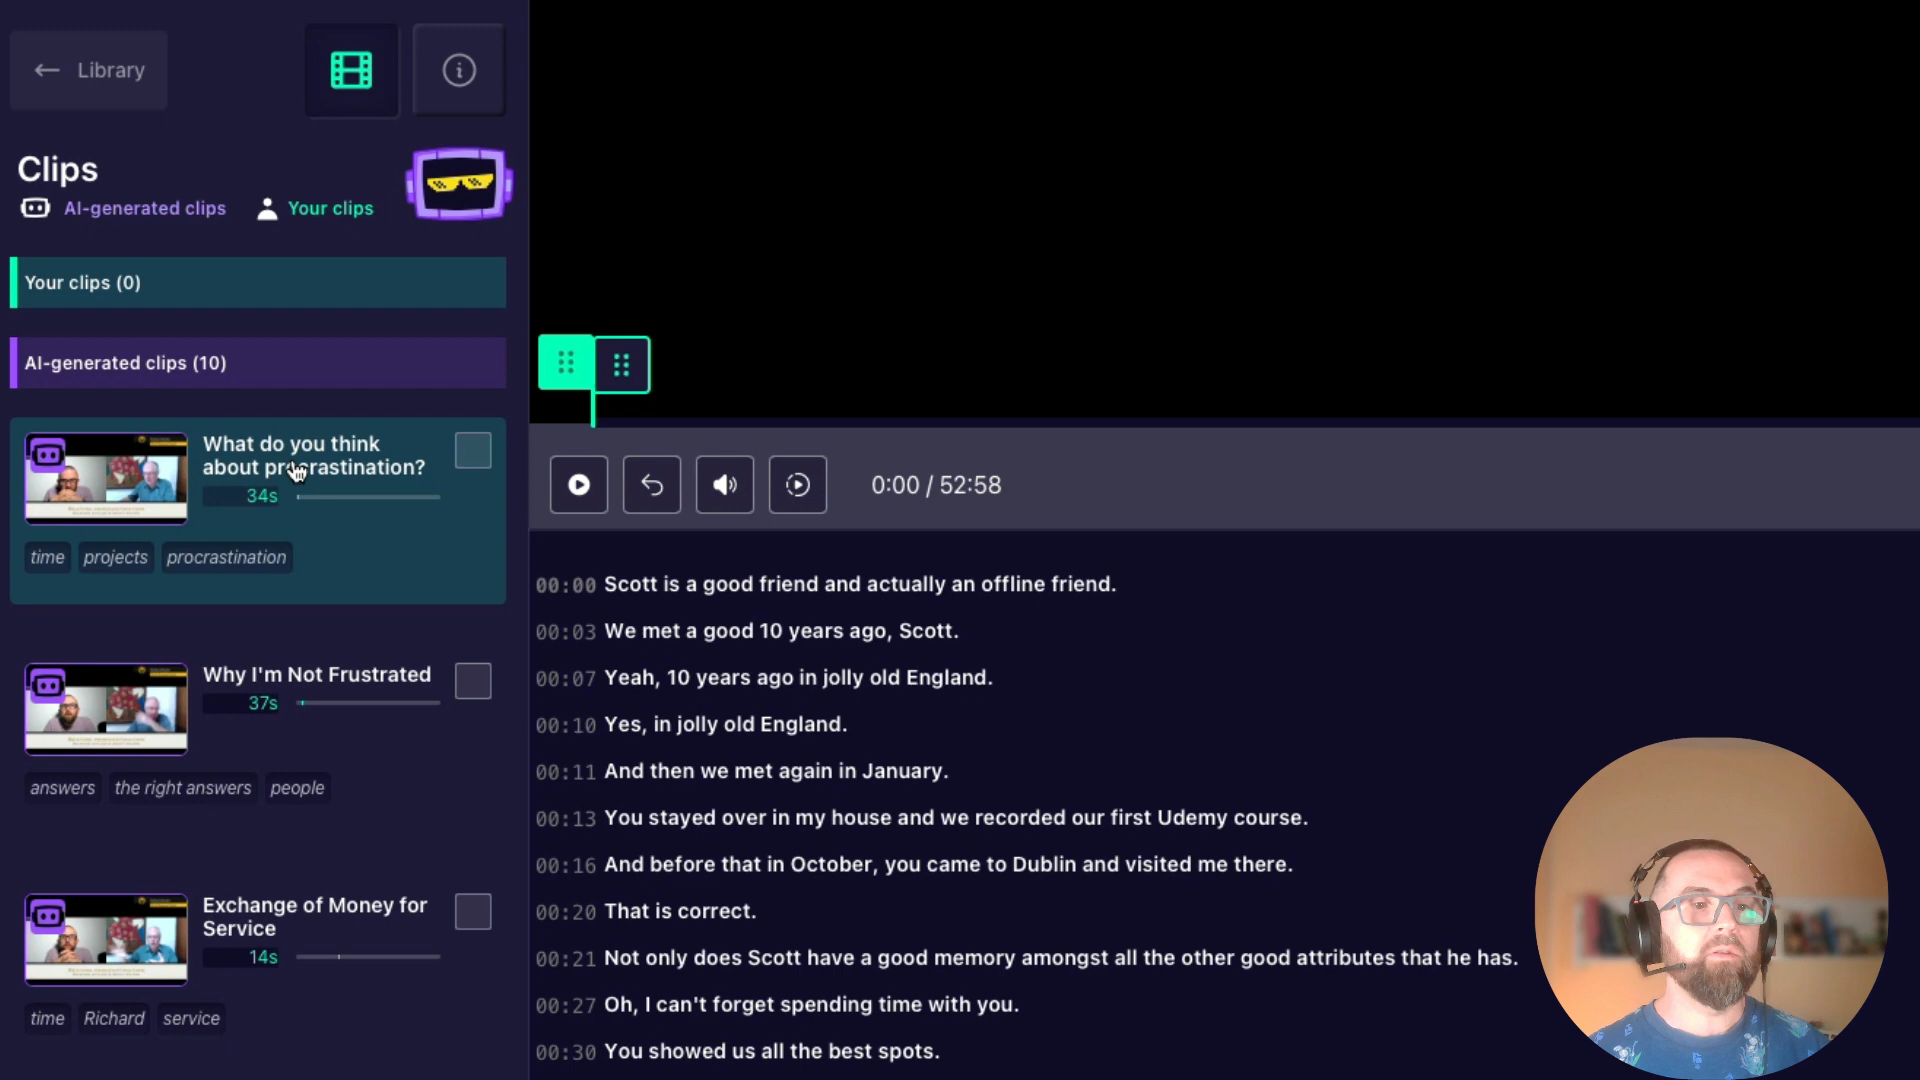 Library
Clips
AI-generated clips
Your clips
Your clips (0)
AI-generated clips (10)
What do you think
about procrastination?
34s
time projects procrastination
Why I'm Not Frustrated
37s
answers the right answers people
Exchange of Money for
Service
14s
time Richard service
0:00 / 52:58
00:00 Scott is a good friend and actually an offline friend.
00:03 We met a good 10 years ago, Scott.
00:07 Yeah, 10 years ago in jolly old England.
00:10 Yes, in jolly old England.
00:11 And then we met again in January.
00:13 You stayed over in my house and we recorded our first Udemy course.
00:16 And before that in October, you came to Dublin and visited me there.
00:20 That is correct.
00:21 Not only does Scott have a good memory amongst all the other good attributes that he has.
00:27 Oh, I can't forget spending time with you.
00:30 You showed us all the best spots.